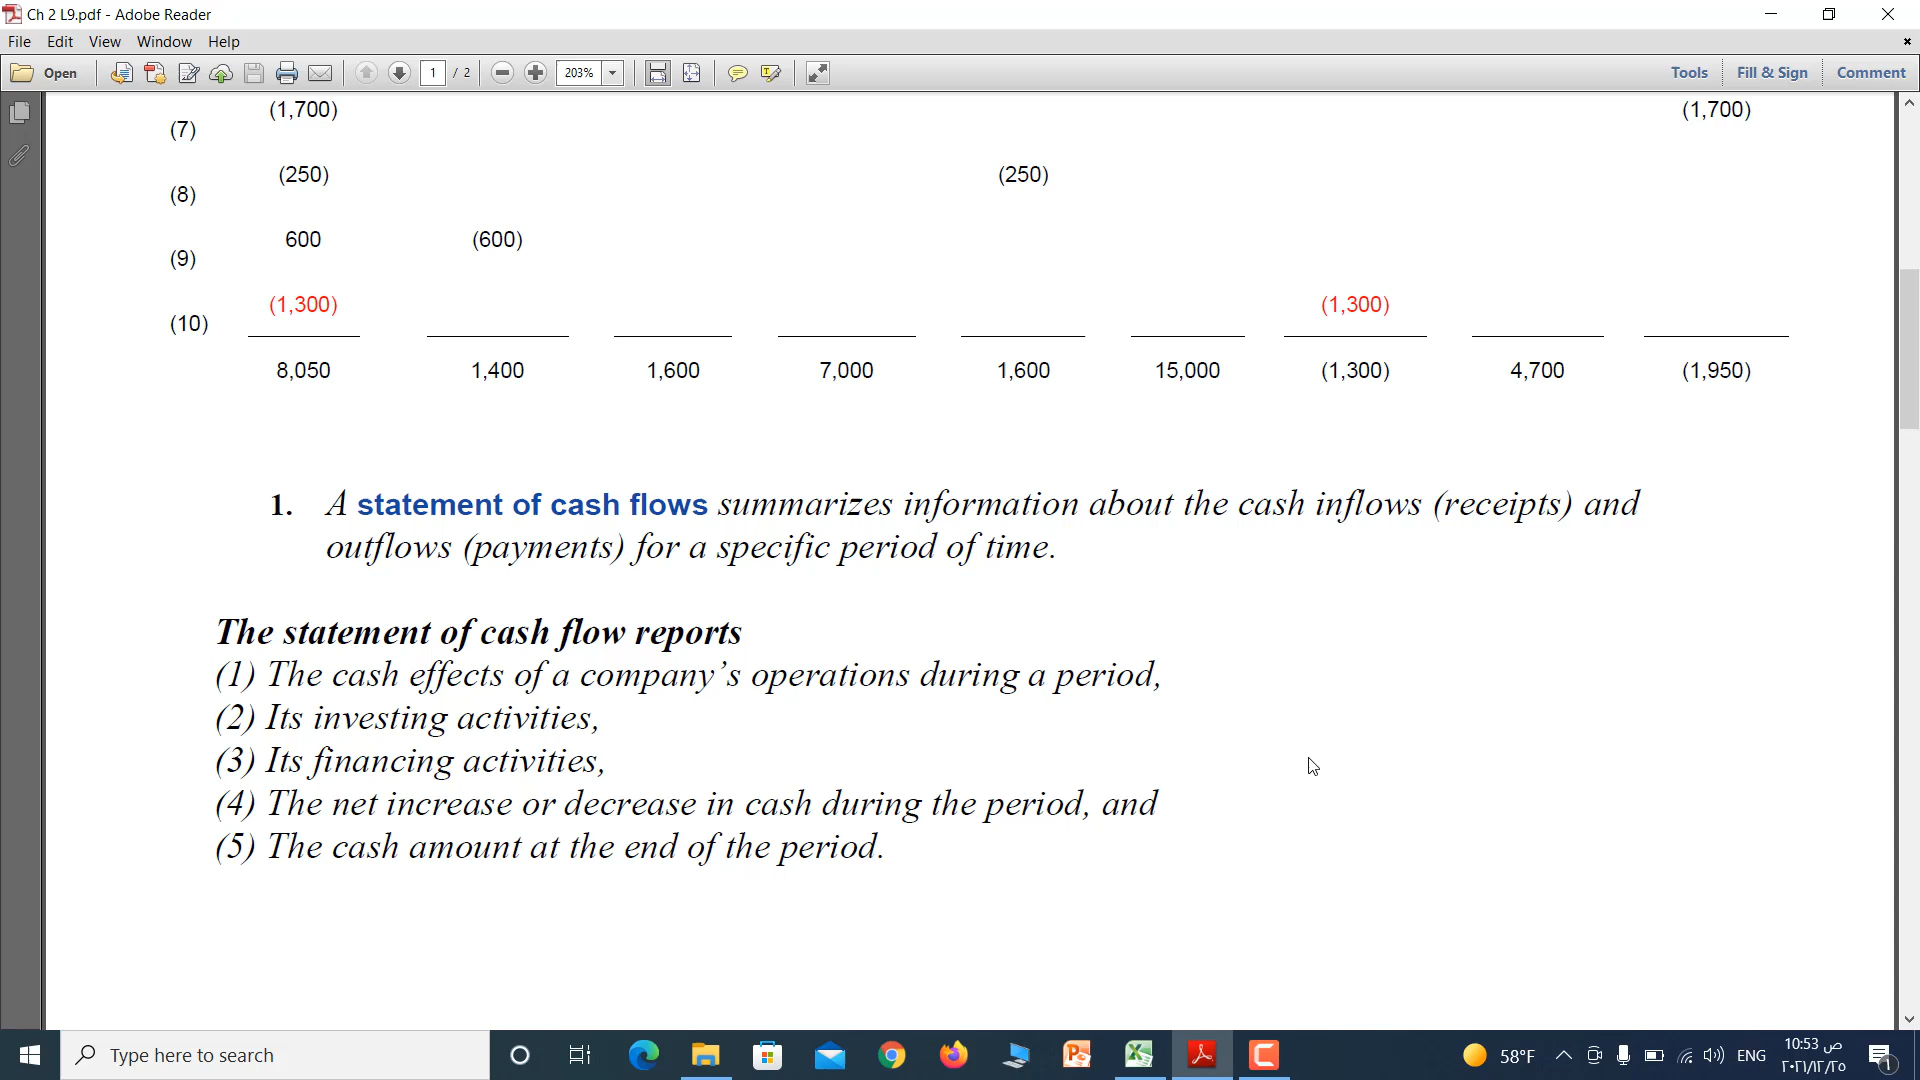 Ch 2 L9.pdf - Adobe Reader
File Edit View Window Help
Open 1 / 2 203% Tools Fill & Sign Comment
(1,700) (1,700)
(7)
(250) (250)
(8)
600 (600)
(9)
(1,300) (1,300)
(10)
8,050 1,400 1,600 7,000 1,600 15,000 (1,300) 4,700 (1,950)
1. A statement of cash flows summarizes information about the cash inflows (receipts) and
outflows (payments) for a specific period of time.
The statement of cash flow reports
(1) The cash effects of a company’s operations during a period,
(2) Its investing activities,
(3) Its financing activities,
(4) The net increase or decrease in cash during the period, and
(5) The cash amount at the end of the period.
Type here to search
58°F
ENG
10:53 ص
٢٠٢١/١٢/٢٥
١